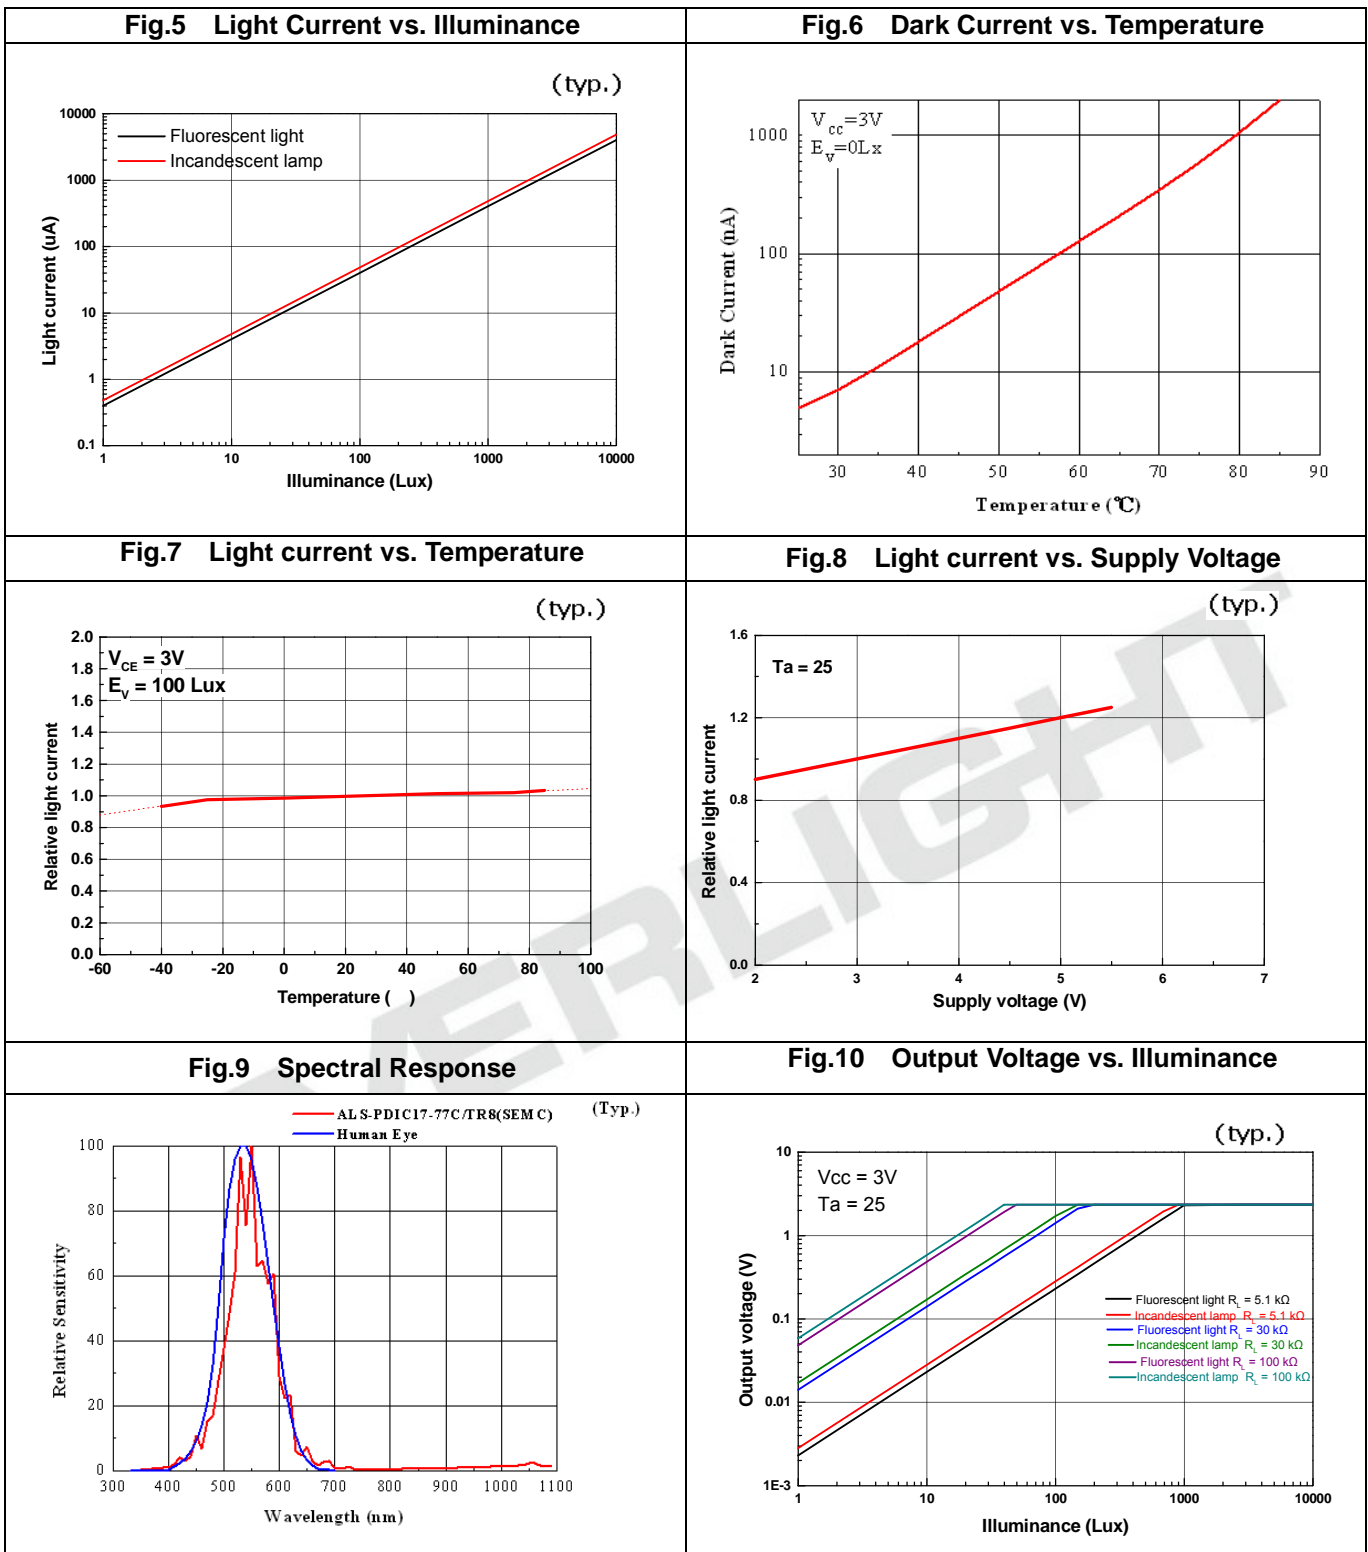 Fig.5 Light Current vs. Illuminance
(typ.)
10000
1000
100
10
1
0.1
Fluorescent light
Incandescent lamp
Light current (uA)
1 10 100 1000 10000
Illuminance (Lux)
Fig.6 Dark Current vs. Temperature
V_cc=3V
E_v=0Lx
1000
100
10
Dark Current (nA)
30 40 50 60 70 80 90
Temperature (℃)
Fig.7 Light current vs. Temperature
(typ.)
V_CE = 3V
E_V = 100 Lux
2.0
1.8
1.6
1.4
1.2
1.0
0.8
0.6
0.4
0.2
0.0
Relative light current
-60 -40 -20 0 20 40 60 80 100
Temperature ( )
Fig.8 Light current vs. Supply Voltage
(typ.)
Ta = 25
1.6
1.2
0.8
0.4
0.0
Relative light current
2 3 4 5 6 7
Supply voltage (V)
Fig.9 Spectral Response
(Typ.)
ALS-PDIC17-77C/TR8(SEMC)
Human Eye
100
80
60
40
20
0
Relative Sensitivity
300 400 500 600 700 800 900 1000 1100
Wavelength (nm)
Fig.10 Output Voltage vs. Illuminance
(typ.)
Vcc = 3V
Ta = 25
10
1
0.1
0.01
1E-3
Output voltage (V)
Fluorescent light R_L = 5.1 kΩ
Incandescent lamp R_L = 5.1 kΩ
Fluorescent light R_L = 30 kΩ
Incandescent lamp R_L = 30 kΩ
Fluorescent light R_L = 100 kΩ
Incandescent lamp R_L = 100 kΩ
1 10 100 1000 10000
Illuminance (Lux)
EVERLIGHT